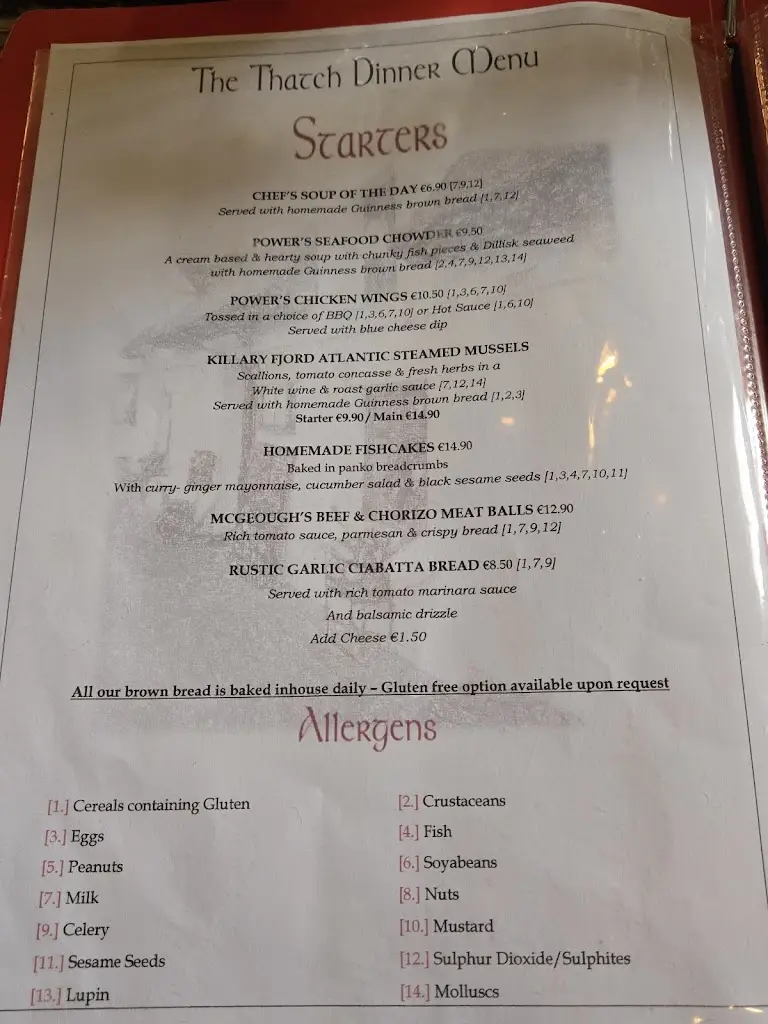 The Thatch Dinner Menu
Starters
CHEF'S SOUP OF THE DAY €6.90 [7,9,12]
Served with homemade Guinness brown bread [1,7,12]
POWER'S SEAFOOD CHOWDER €9.50
A cream based & hearty soup with chunky fish pieces & Dillisk seaweed
with homemade Guinness brown bread [2,4,7,9,12,13,14]
POWER'S CHICKEN WINGS €10.50 [1,3,6,7,10]
Tossed in a choice of BBQ [1,3,6,7,10] or Hot Sauce [1,6,10]
Served with blue cheese dip
KILLARY FJORD ATLANTIC STEAMED MUSSELS
Scallions, tomato concasse & fresh herbs in a
White wine & roast garlic sauce [7,12,14]
Served with homemade Guinness brown bread [1,2,3]
Starter €9.90 / Main €14.90
HOMEMADE FISHCAKES €14.90
Baked in panko breadcrumbs
With curry- ginger mayonnaise, cucumber salad & black sesame seeds [1,3,4,7,10,11]
MCGEOUGH'S BEEF & CHORIZO MEAT BALLS €12.90
Rich tomato sauce, parmesan & crispy bread [1,7,9,12]
RUSTIC GARLIC CIABATTA BREAD €8.50 [1,7,9]
Served with rich tomato marinara sauce
And balsamic drizzle
Add Cheese €1.50
All our brown bread is baked inhouse daily – Gluten free option available upon request
Allergens
[1.] Cereals containing Gluten
[2.] Crustaceans
[3.] Eggs
[4.] Fish
[5.] Peanuts
[6.] Soyabeans
[7.] Milk
[8.] Nuts
[9.] Celery
[10.] Mustard
[11.] Sesame Seeds
[12.] Sulphur Dioxide/Sulphites
[13.] Lupin
[14.] Molluscs